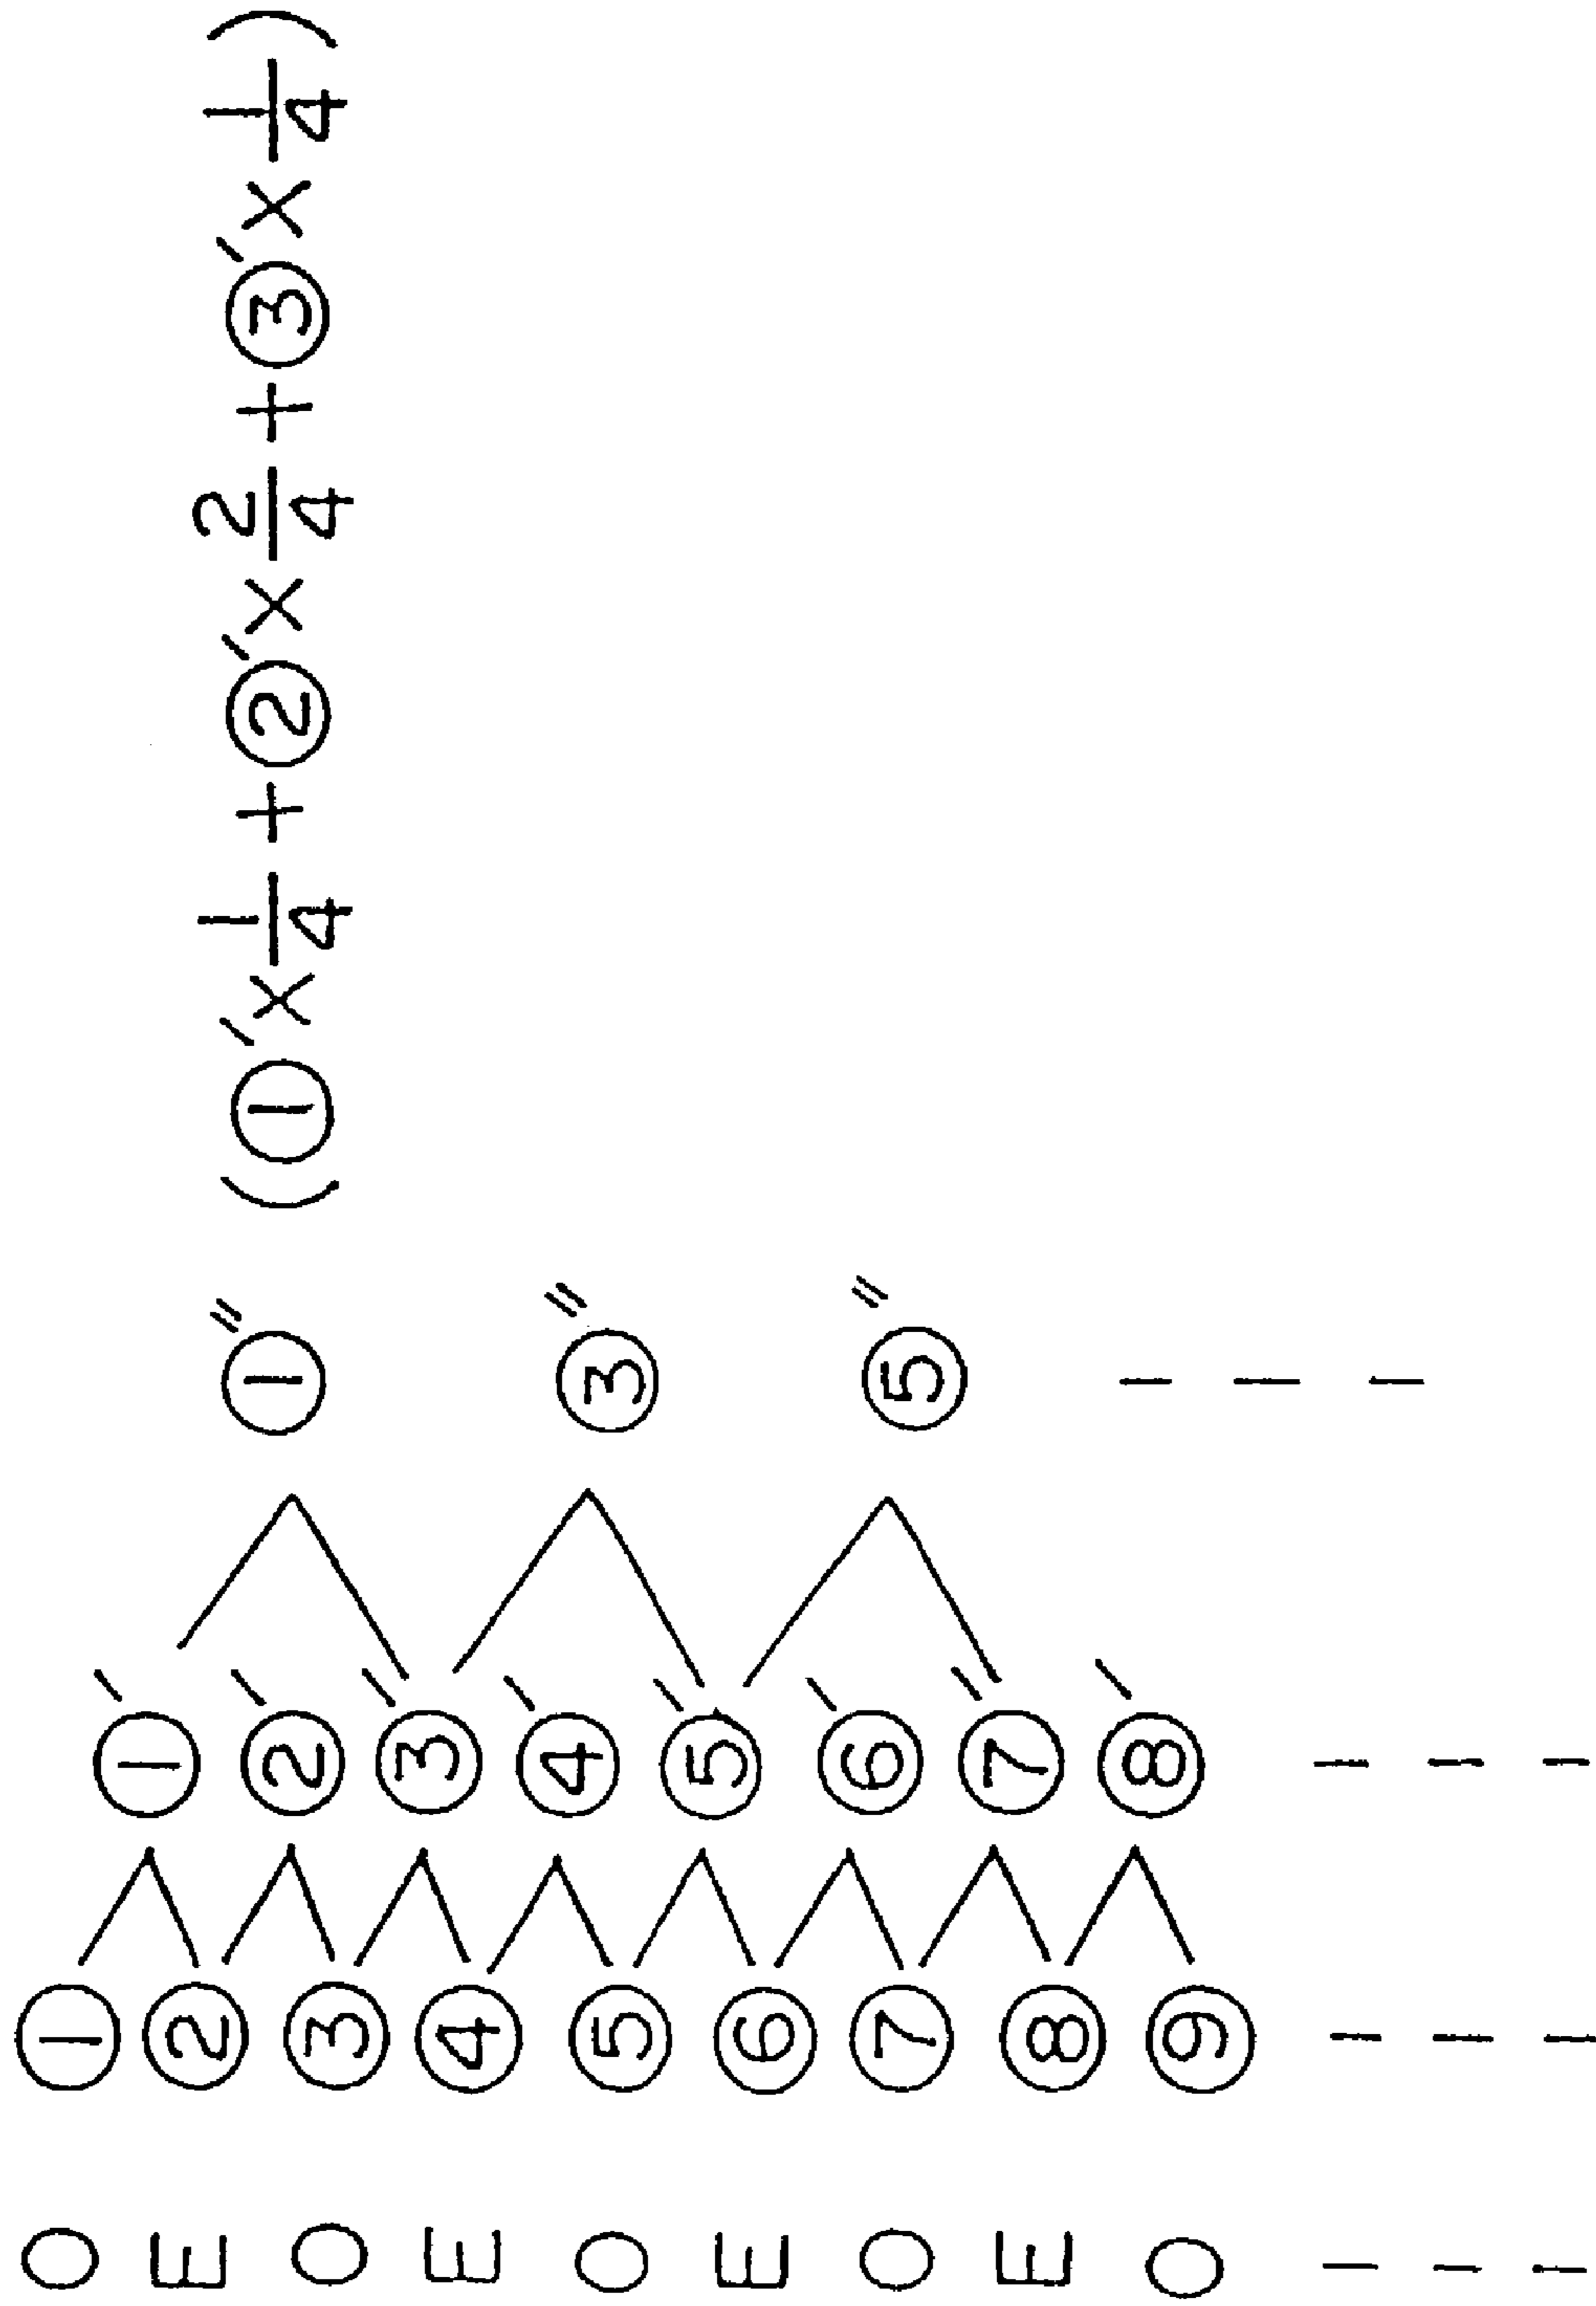 O ①
①′
E ②
②′ ①″ (①′×1/4 + ②′×2/4 + ③′×1/4)
O ③
③′
E ④
④′
O ⑤ ③″
⑤′
E ⑥
⑥′
O ⑦ ⑤″
⑦′
E ⑧
⑧′
O ⑨